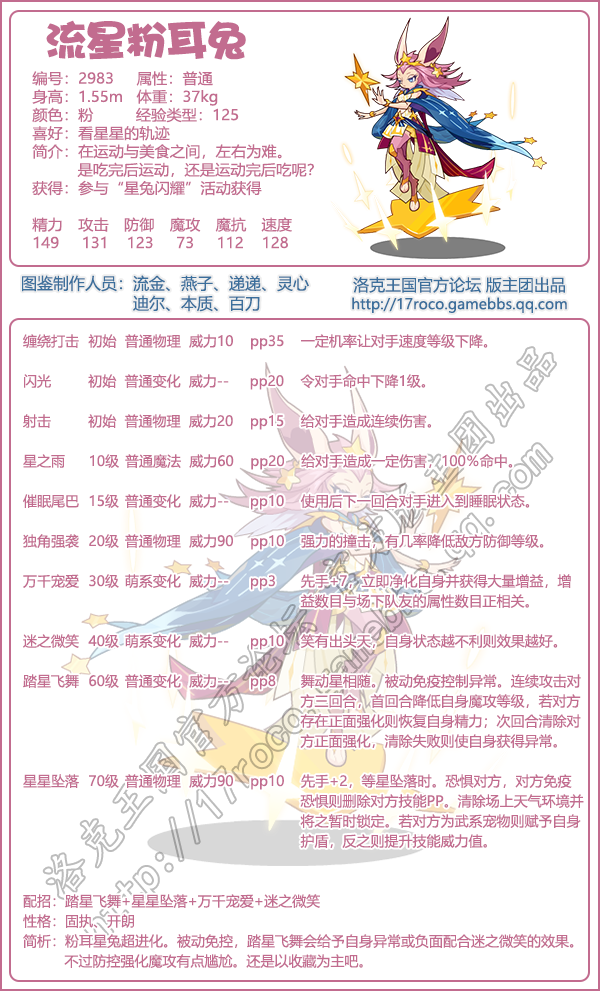 流星粉耳兔
编号：2983 属性：普通
身高：1.55m 体重：37kg
颜色：粉 经验类型：125
喜好：看星星的轨迹
简介：在运动与美食之间，左右为难。
是吃完后运动，还是运动完后吃呢?
获得：参与“星兔闪耀”活动获得
精力 攻击 防御 魔攻 魔抗 速度
149 131 123 73 112 128
图鉴制作人员：流金、燕子、递递、灵心
迪尔、本质、百刀
洛克王国官方论坛 版主团出品
http://17roco.gamebbs.qq.com
缠绕打击 初始 普通物理 威力10 pp35 一定机率让对手速度等级下降。
闪光 初始 普通变化 威力-- pp20 令对手命中下降1级。
射击 初始 普通物理 威力20 pp15 给对手造成连续伤害。
星之雨 10级 普通魔法 威力60 pp20 给对手造成一定伤害，100%命中。
催眠尾巴 15级 普通变化 威力-- pp10 使用后下一回合对手进入到睡眠状态。
独角强袭 20级 普通物理 威力90 pp10 强力的撞击，有几率降低敌方防御等级。
万千宠爱 30级 萌系变化 威力-- pp3 先手+7，立即净化自身并获得大量增益，增
益数目与场下队友的属性数目正相关。
迷之微笑 40级 萌系变化 威力-- pp10 笑有出头天，自身状态越不利则效果越好。
踏星飞舞 60级 普通变化 威力-- pp8 舞动星相随。被动免疫控制异常。连续攻击对
方三回合，首回合降低自身魔攻等级，若对方
存在正面强化则恢复自身精力；次回合清除对
方正面强化，清除失败则使自身获得异常。
星星坠落 70级 普通物理 威力90 pp10 先手+2，等星坠落时。恐惧对方，对方免疫
恐惧则删除对方技能PP。清除场上天气环境并
将之暂时锁定。若对方为武系宠物则赋予自身
护盾，反之则提升技能威力值。
配招：踏星飞舞+星星坠落+万千宠爱+迷之微笑
性格：固执、开朗
简析：粉耳星兔超进化。被动免控，踏星飞舞会给予自身异常或负面配合迷之微笑的效果。
不过防控强化魔攻有点尴尬。还是以收藏为主吧。
洛克王国官方论坛 版主团出品
http://17roco.gamebbs.qq.com